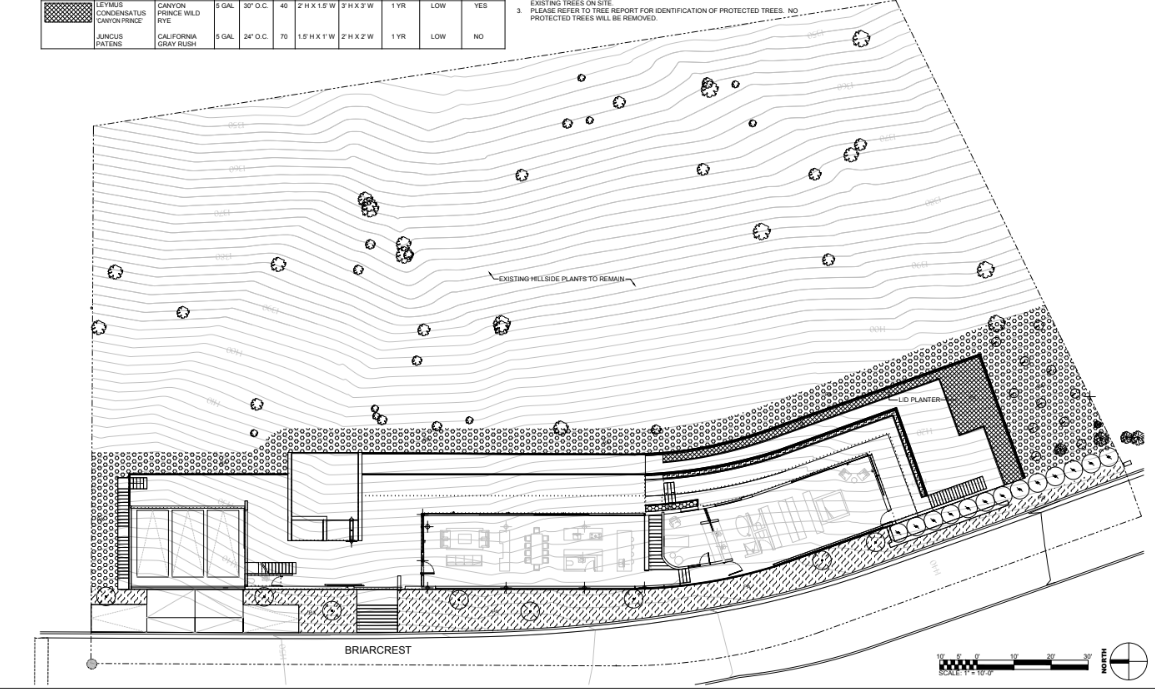 LEYMUS CANYON 5 GAL 30" O.C. 40 2' H X 1.5' W 3' H X 3' W 1 YR LOW YES
CONDENSATUS PRINCE WILD
'CANYON PRINCE' RYE
JUNCUS CALIFORNIA 5 GAL 24" O.C. 70 1.5' H X 1' W 2' H X 2' W 1 YR LOW NO
PATENS GRAY RUSH
EXISTING TREES ON SITE.
3. PLEASE REFER TO TREE REPORT FOR IDENTIFICATION OF PROTECTED TREES. NO
PROTECTED TREES WILL BE REMOVED.
EXISTING HILLSIDE PLANTS TO REMAIN
LID PLANTER
BRIARCREST
10' 5' 0' 10' 20' 30'
SCALE: 1" = 10'-0"
NORTH